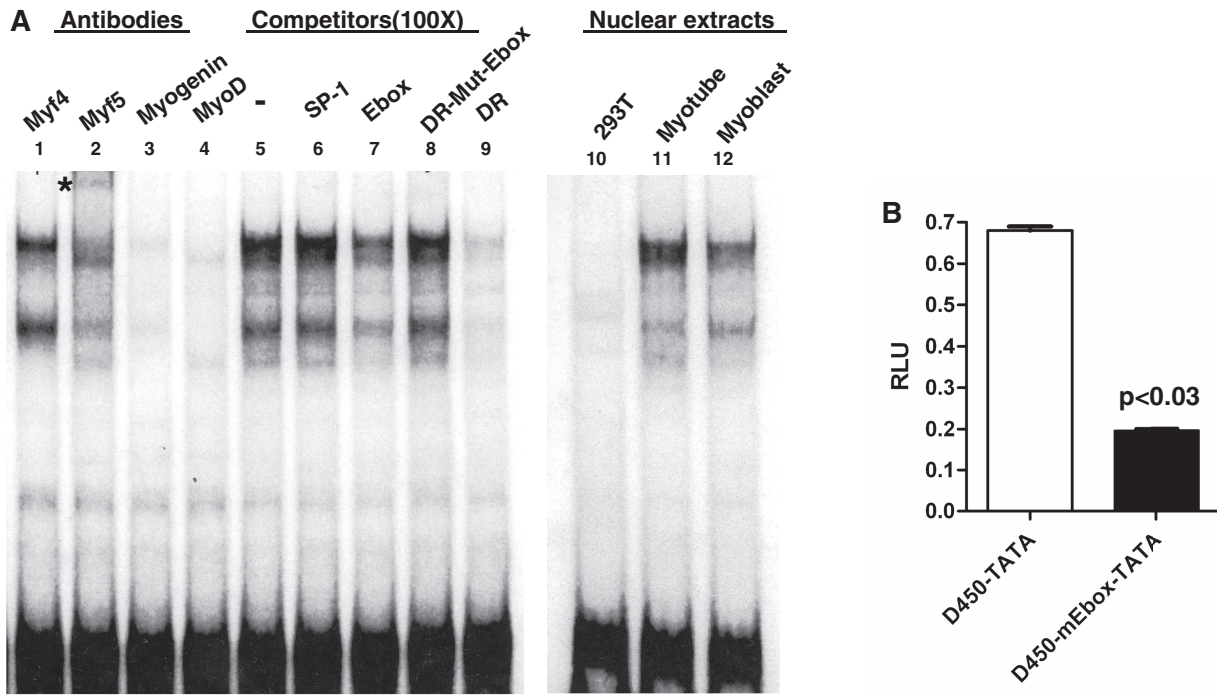 A
Antibodies
Competitors(100X)
Nuclear extracts
Myf4
Myf5
Myogenin
MyoD
-
SP-1
Ebox
DR-Mut-Ebox
DR
293T
Myotube
Myoblast
1 2 3 4 5 6 7 8 9 10 11 12
*
B
0.7
0.6
0.5
0.4
0.3
0.2
0.1
0.0
RLU
p<0.03
D450-TATA
D450-mEbox-TATA